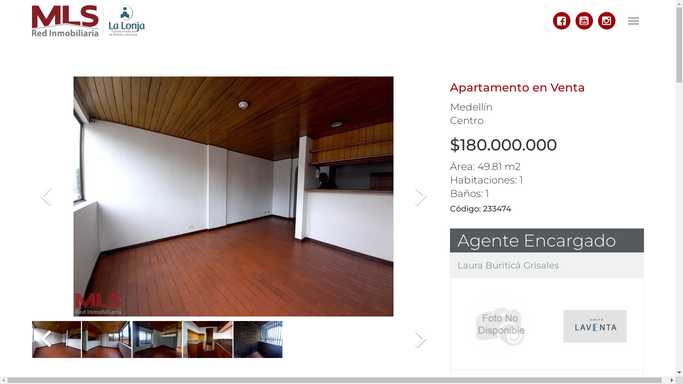 MLS
Red Inmobiliaria
La Lonja
Apartamento en Venta
Medellín
Centro
$180.000.000
Área: 49.81 m2
Habitaciones: 1
Baños: 1
Código: 233474
MLS
Red Inmobiliaria
Agente Encargado
Laura Buriticá Grisales
Foto No
Disponible
LAVENTA